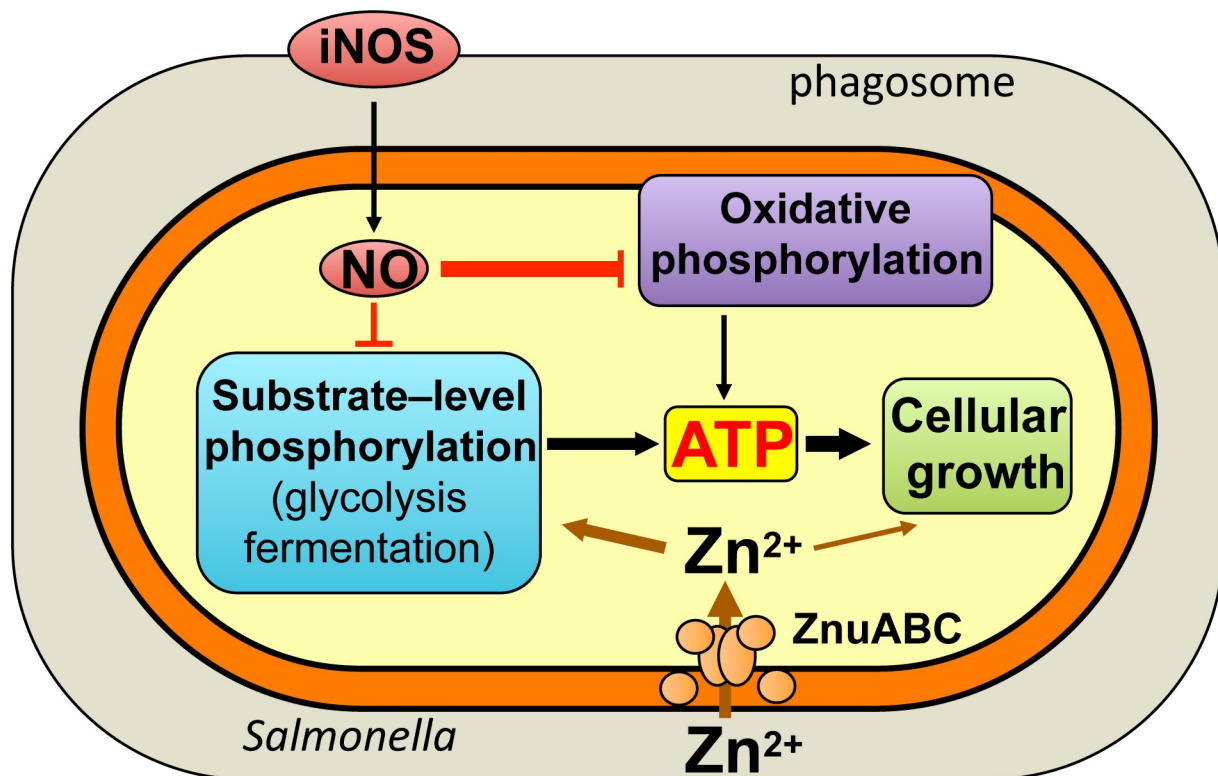 iNOS
phagosome
NO
Oxidative
phosphorylation
Substrate–level
phosphorylation
(glycolysis
fermentation)
ATP
Cellular
growth
Zn²⁺
ZnuABC
Salmonella
Zn²⁺